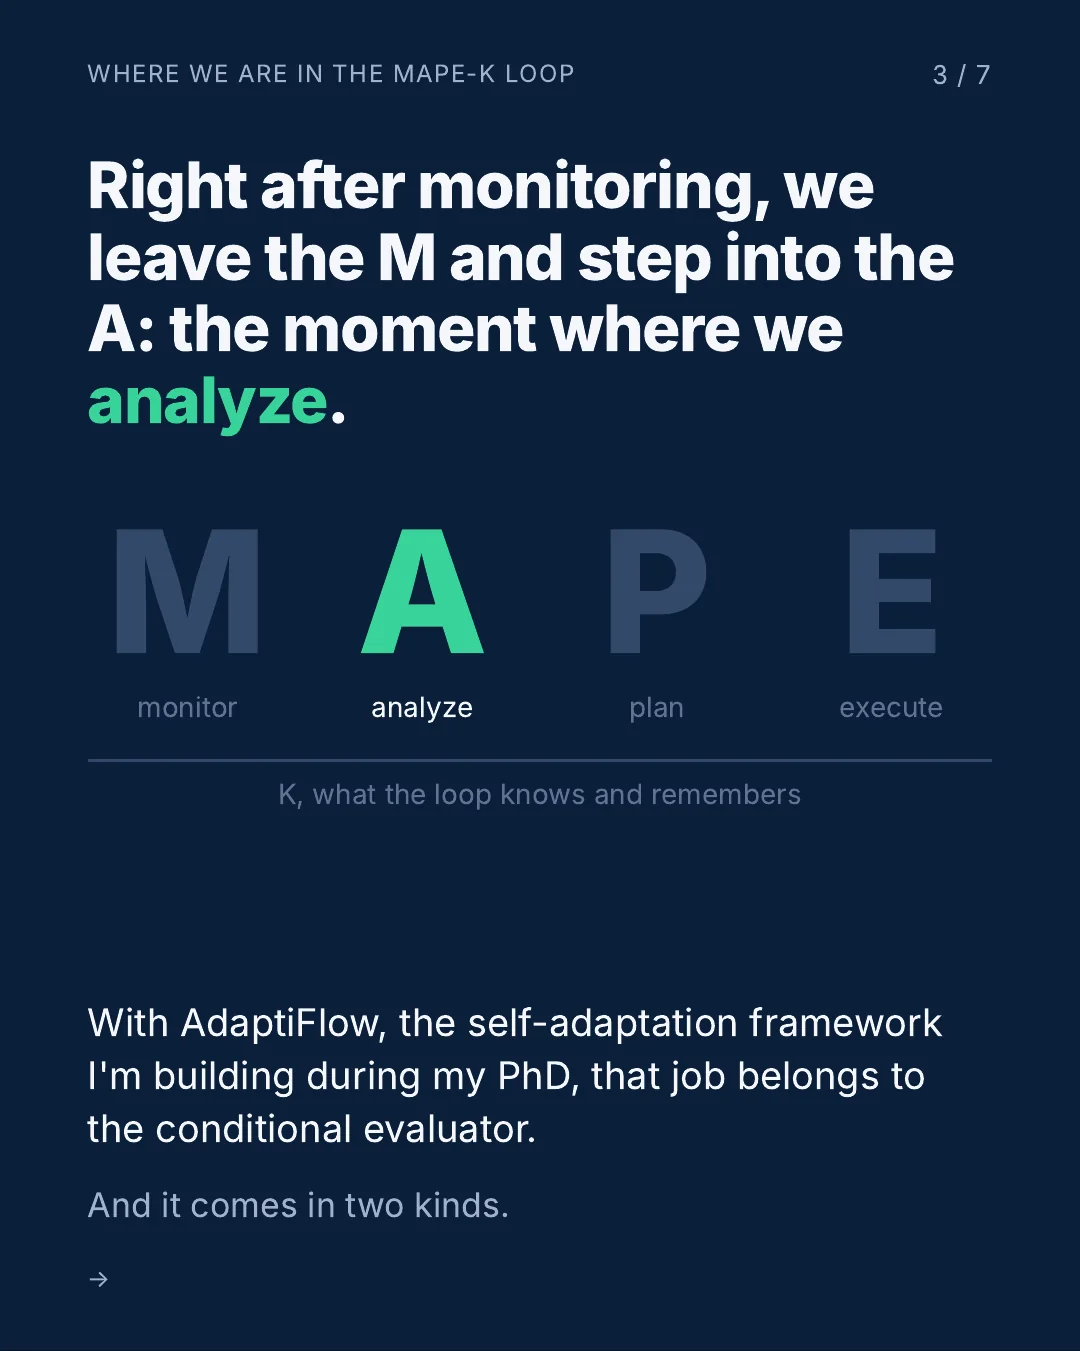 WHERE WE ARE IN THE MAPE-K LOOP
3 / 7
Right after monitoring, we
leave the M and step into the
A: the moment where we
analyze.
M A P E
monitor analyze plan execute
K, what the loop knows and remembers
With AdaptiFlow, the self-adaptation framework
I'm building during my PhD, that job belongs to
the conditional evaluator.
And it comes in two kinds.
→